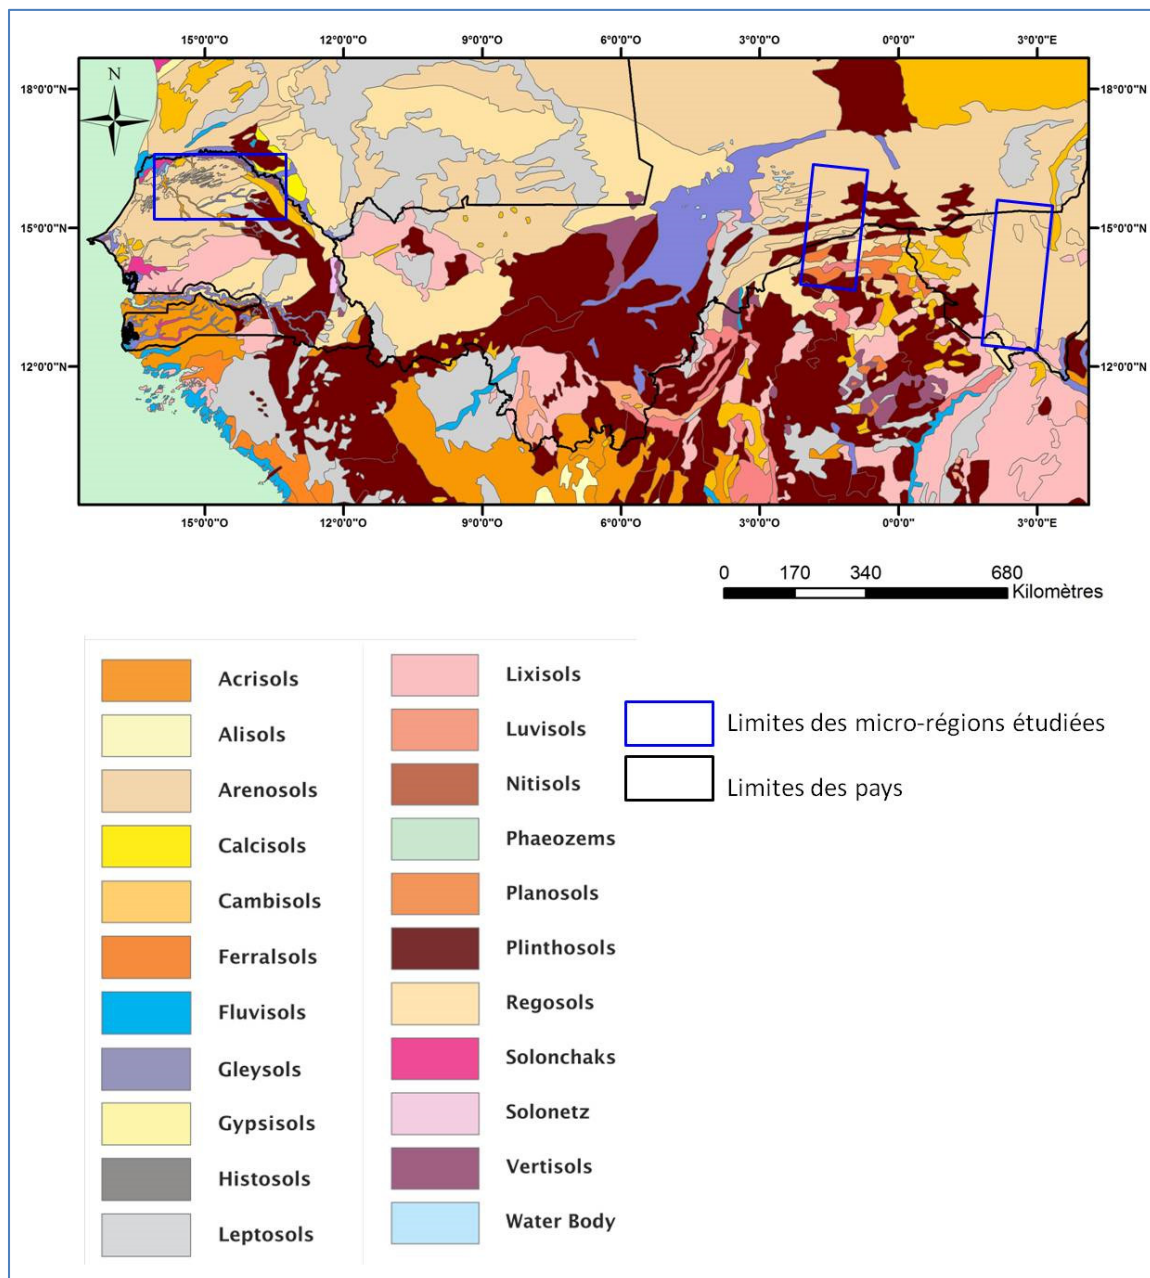 15°0'0"O 12°0'0"O 9°0'0"O 6°0'0"O 3°0'0"O 0°0'0" 3°0'0"E
N
18°0'0"N 18°0'0"N
15°0'0"N 15°0'0"N
12°0'0"N 12°0'0"N
15°0'0"O 12°0'0"O 9°0'0"O 6°0'0"O 3°0'0"O 0°0'0" 3°0'0"E
0 170 340 680
Kilomètres
Acrisols
Alisols
Arenosols
Calcisols
Cambisols
Ferralsols
Fluvisols
Gleysols
Gypsisols
Histosols
Leptosols
Lixisols
Luvisols
Nitisols
Phaeozems
Planosols
Plinthosols
Regosols
Solonchaks
Solonetz
Vertisols
Water Body
Limites des micro-régions étudiées
Limites des pays